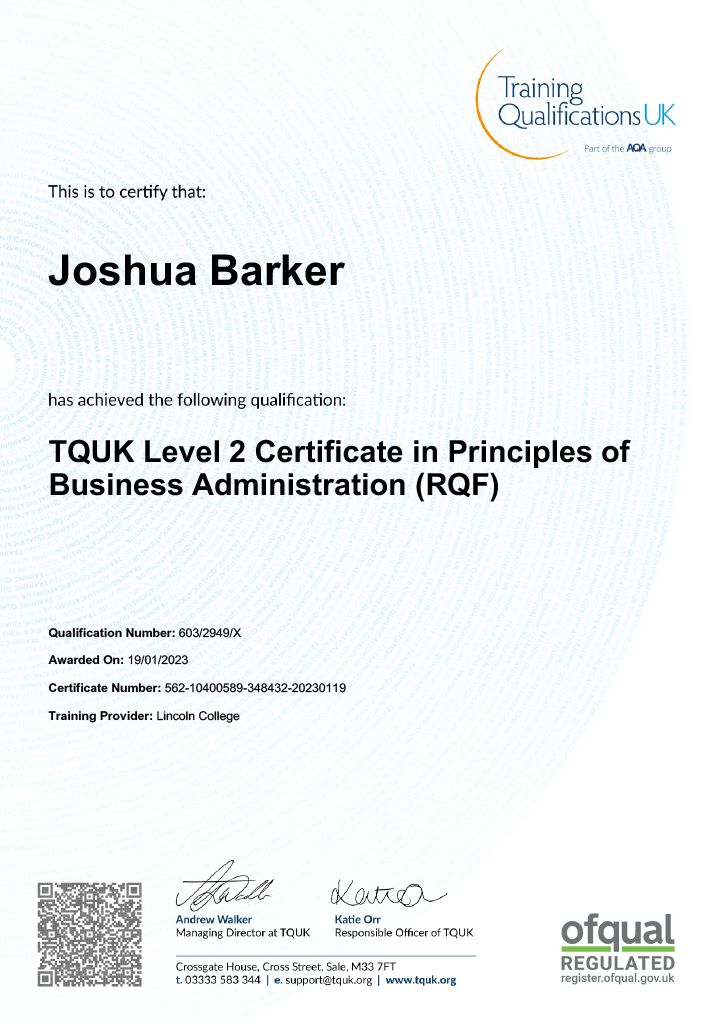 Training
Qualifications UK
Part of the AQA group
This is to certify that:
Joshua Barker
has achieved the following qualification:
TQUK Level 2 Certificate in Principles of
Business Administration (RQF)
Qualification Number: 603/2949/X
Awarded On: 19/01/2023
Certificate Number: 562-10400589-348432-20230119
Training Provider: Lincoln College
Andrew Walker
Managing Director at TQUK
Katie Orr
Responsible Officer of TQUK
Crossgate House, Cross Street, Sale, M33 7FT
t. 03333 583 344 | e. support@tquk.org | www.tquk.org
ofqual
REGULATED
register.ofqual.gov.uk